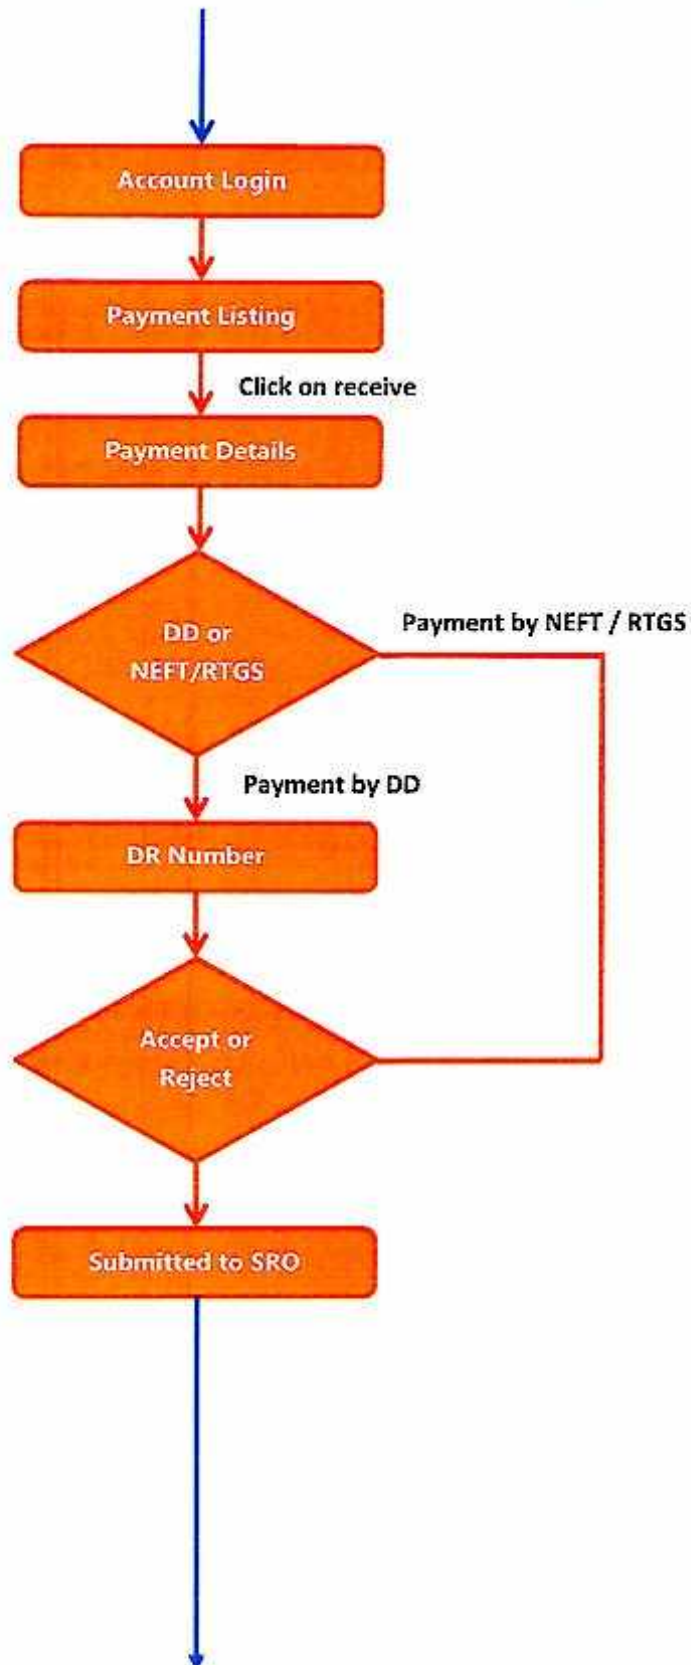 Account Login
Payment Listing
Click on receive
Payment Details
DD or
NEFT/RTGS
Payment by NEFT / RTGS
Payment by DD
DR Number
Accept or
Reject
Submitted to SRO